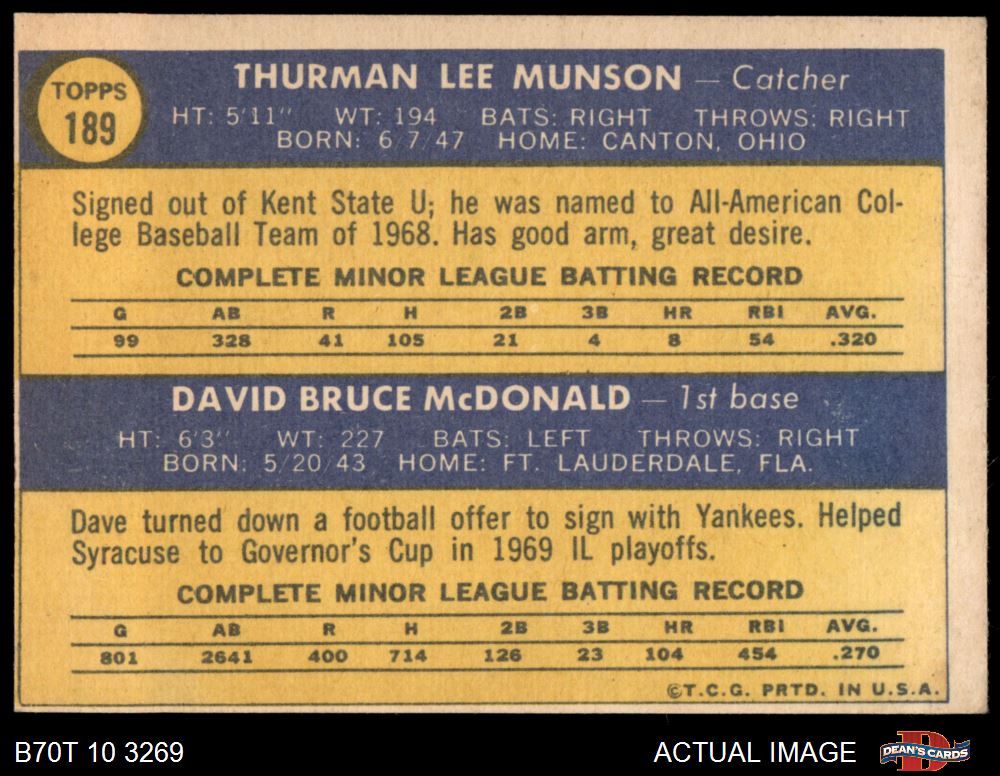 TOPPS
189
THURMAN LEE MUNSON — Catcher
HT: 5'11" WT: 194 BATS: RIGHT THROWS: RIGHT
BORN: 6/7/47 HOME: CANTON, OHIO
Signed out of Kent State U; he was named to All-American Col-
lege Baseball Team of 1968. Has good arm, great desire.
COMPLETE MINOR LEAGUE BATTING RECORD
G AB R H 2B 3B HR RBI AVG.
99 328 41 105 21 4 8 54 .320
DAVID BRUCE McDONALD — 1st base
HT: 6'3" WT: 227 BATS: LEFT THROWS: RIGHT
BORN: 5/20/43 HOME: FT. LAUDERDALE, FLA.
Dave turned down a football offer to sign with Yankees. Helped
Syracuse to Governor's Cup in 1969 IL playoffs.
COMPLETE MINOR LEAGUE BATTING RECORD
G AB R H 2B 3B HR RBI AVG.
801 2641 400 714 126 23 104 454 .270
©T.C.G. PRTD. IN U.S.A.
B70T 10 3269 ACTUAL IMAGE DEAN'S CARDS